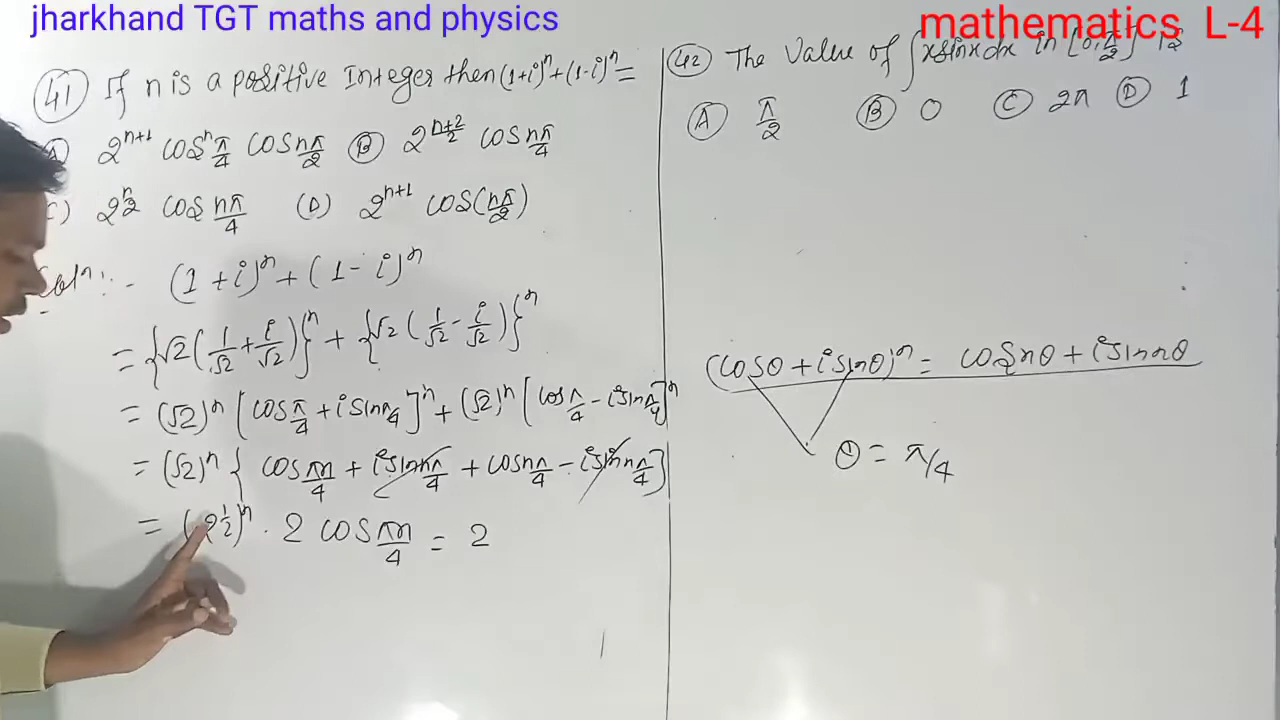 jharkhand TGT maths and physics
mathematics L-4
(41) If n is a positive Integer then (1+i)^n + (1-i)^n =
2^{n+1} cos^n π/4 cos nπ/2 (B) 2^{\frac{n+2}{2}} cos nπ/4
2^{n/2} cos nπ/4 (D) 2^{n+1} cos(nπ/2)
Sol^n :- (1+i)^n + (1-i)^n
= {√2(1/√2 + i/√2)}^n + {√2(1/√2 - i/√2)}^n
= (√2)^n [cos π/4 + i sin π/4]^n + (√2)^n [cos π/4 - i sin π/4]^n
= (√2)^n { cos πn/4 + i sin nπ/4 + cos nπ/4 - i sin nπ/4 }
= (2^{1/2})^n . 2 cos πn/4 = 2
(42) The Value of ∫x sinx dx in [0, π/2] is
(A) π/2 (B) 0 (C) 2π (D) 1
(cosθ + i sinθ)^n = cos nθ + i sin nθ
θ = π/4